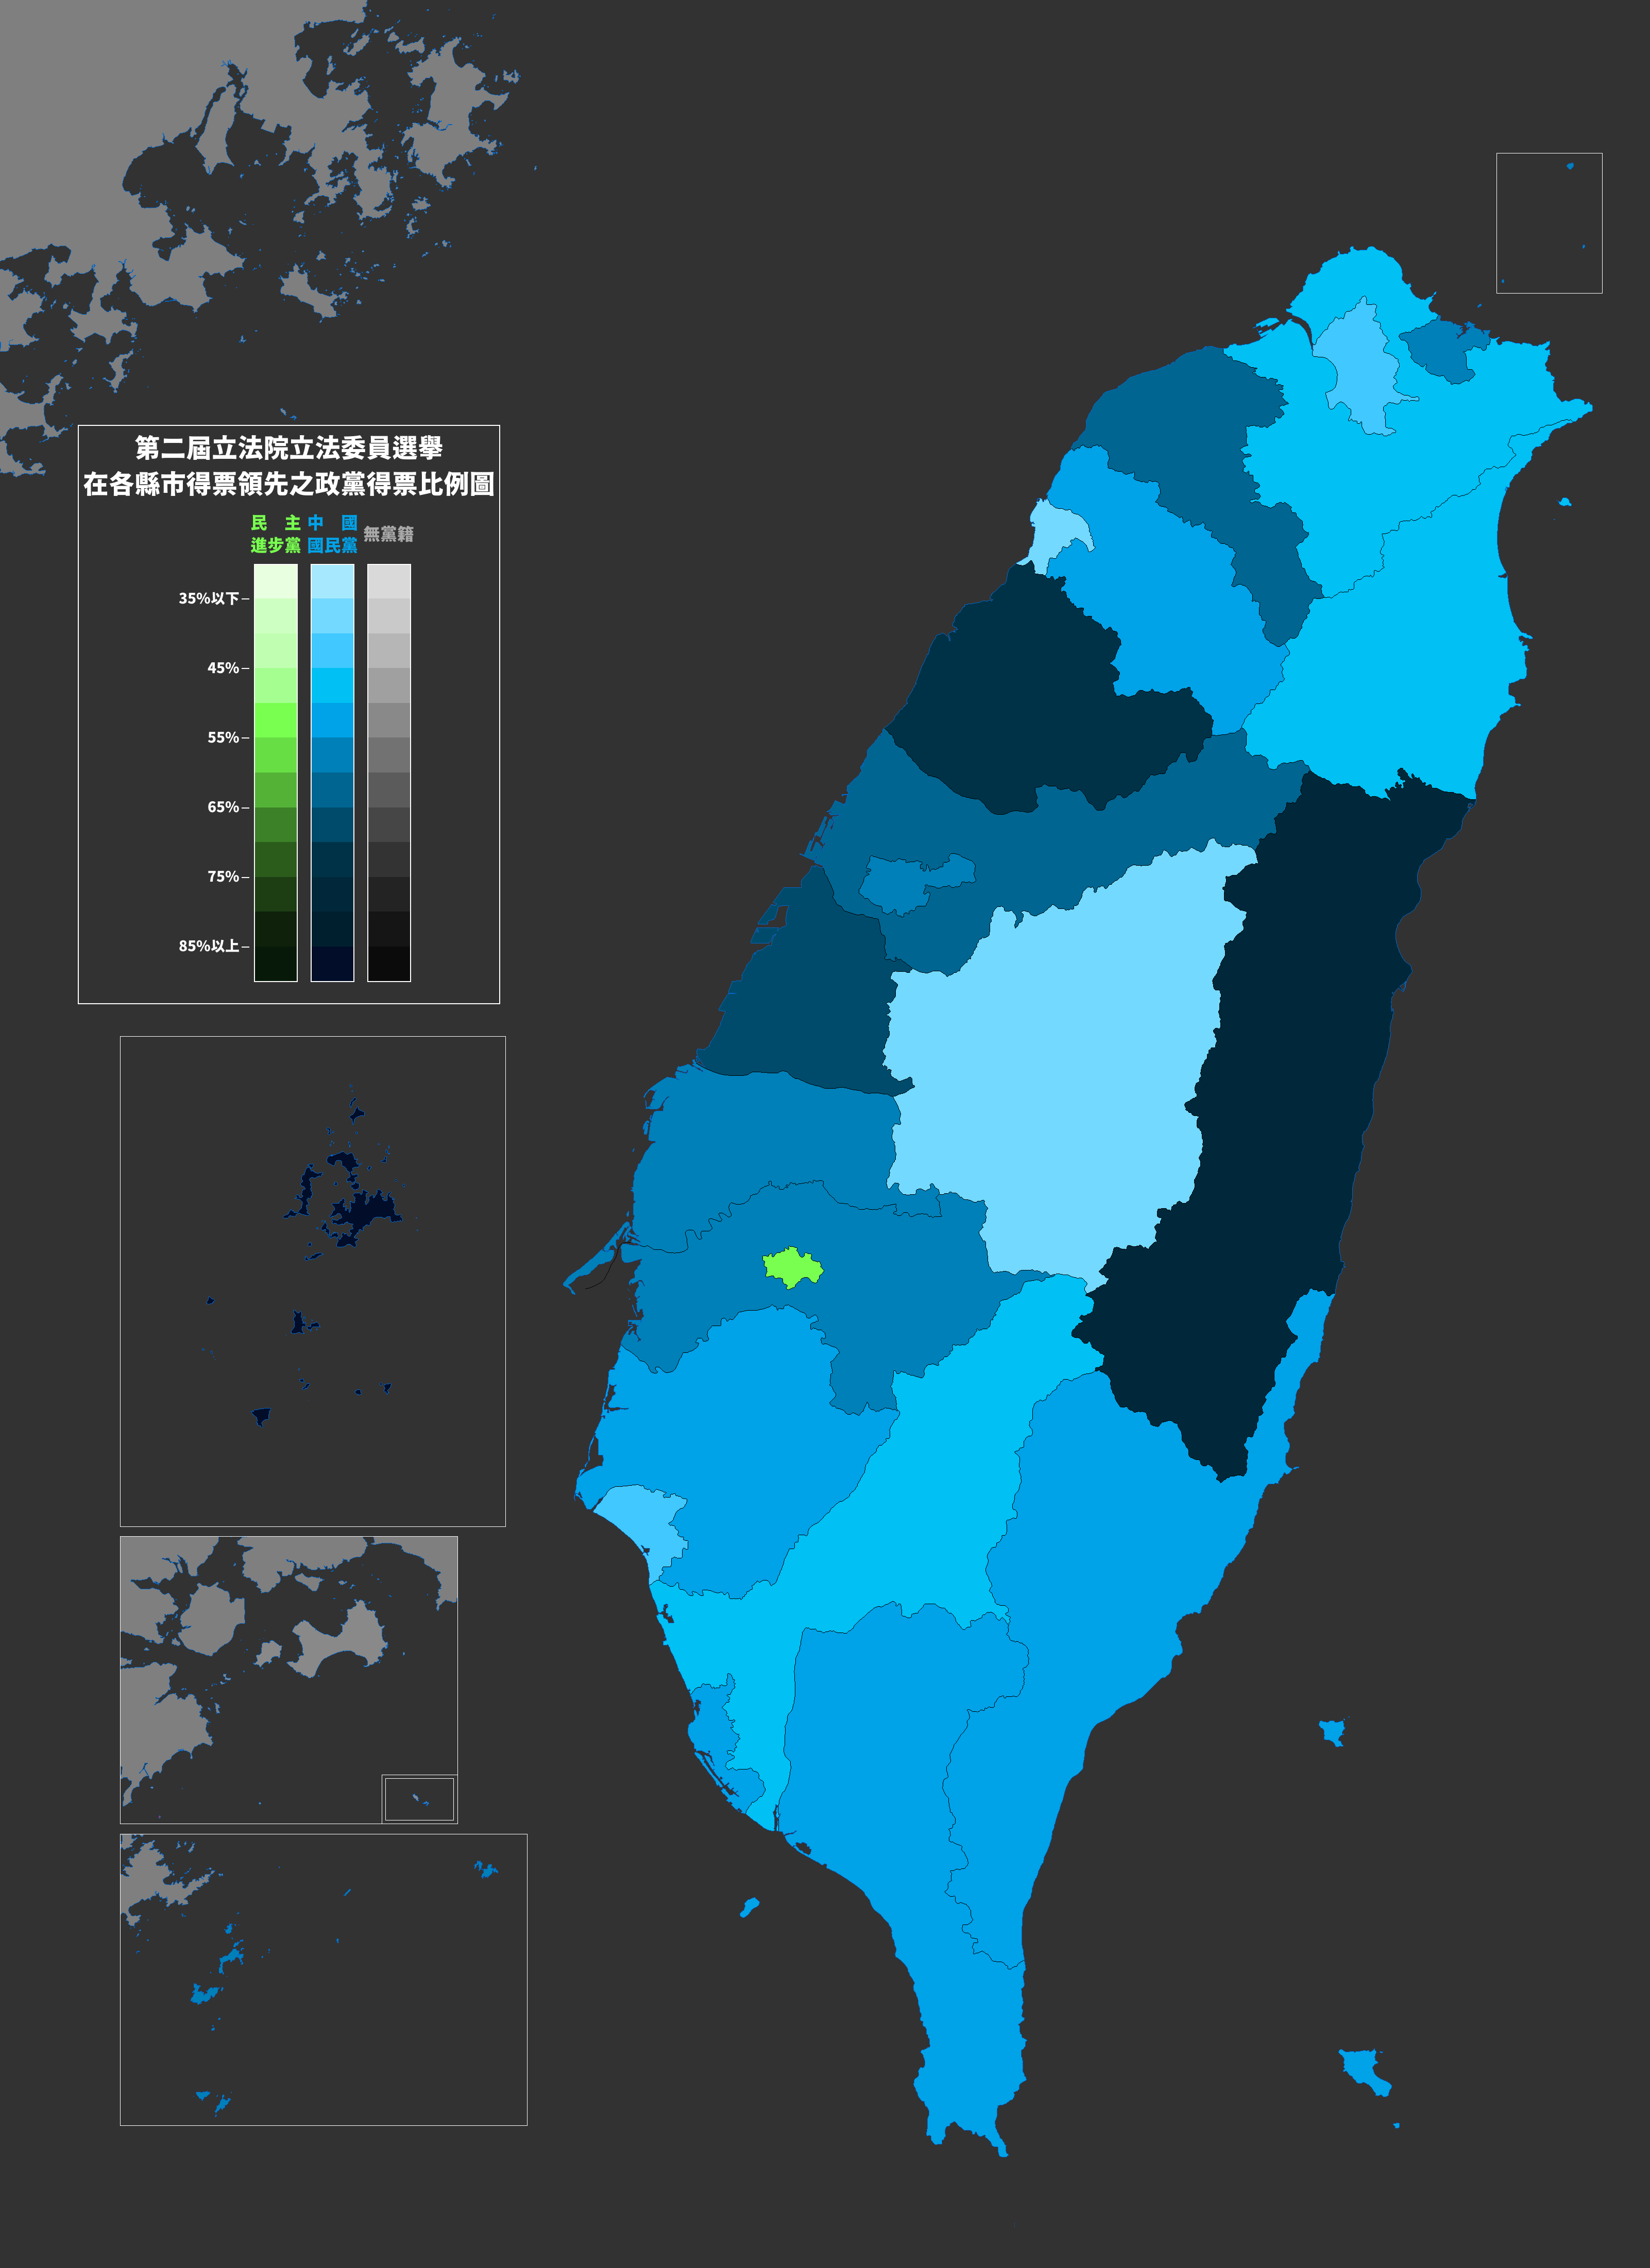 第二屆立法院立法委員選舉
在各縣市得票領先之政黨得票比例圖
民　主
進步黨
中　國
國民黨
無黨籍
35%以下
45%
55%
65%
75%
85%以上